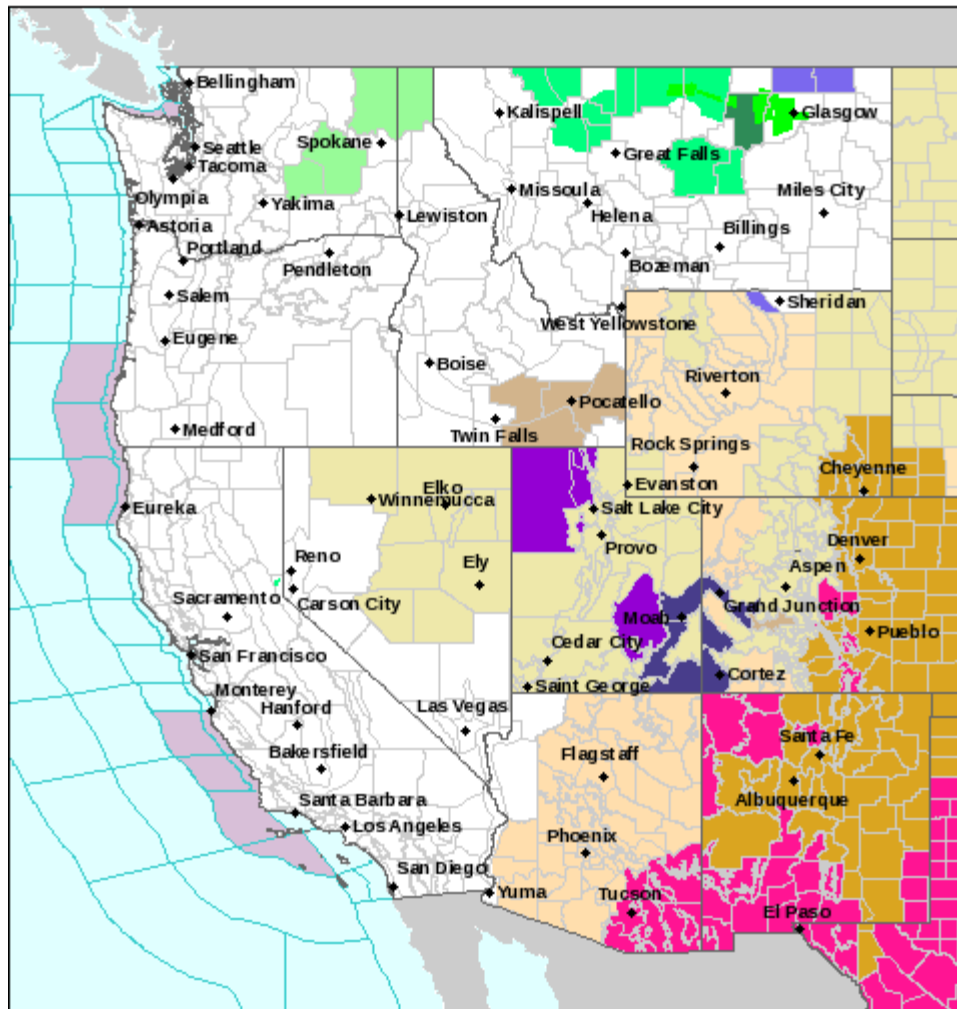 Bellingham
Kalispell
Glasgow
Spokane
Seattle
Great Falls
Tacoma
Missoula
Miles City
Olympia
Yakima
Lewiston
Helena
Astoria
Billings
Portland
Pendleton
Bozeman
Salem
Sheridan
West Yellowstone
Eugene
Boise
Riverton
Pocatello
Medford
Twin Falls
Rock Springs
Cheyenne
Elko
Winnemucca
Evanston
Eureka
Salt Lake City
Provo
Denver
Reno
Ely
Aspen
Sacramento
Carson City
Grand Junction
Moab
Pueblo
Cedar City
San Francisco
Cortez
Saint George
Monterey
Hanford
Las Vegas
Santa Fe
Bakersfield
Flagstaff
Albuquerque
Santa Barbara
Los Angeles
Phoenix
San Diego
Yuma
Tucson
El Paso